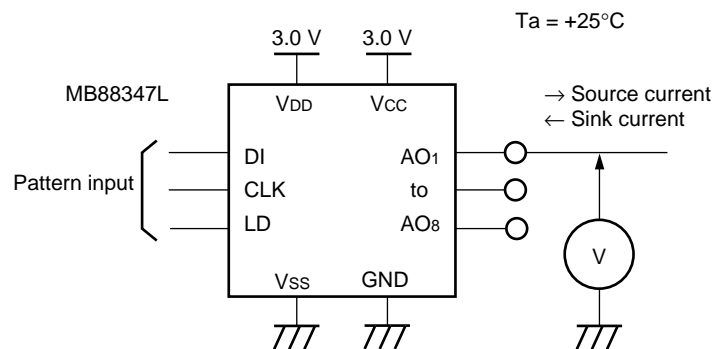 Ta = +25°C
3.0 V 3.0 V
MB88347L
VDD VCC
→ Source current
← Sink current
DI AO1
Pattern input CLK to
LD AO8
V
VSS GND